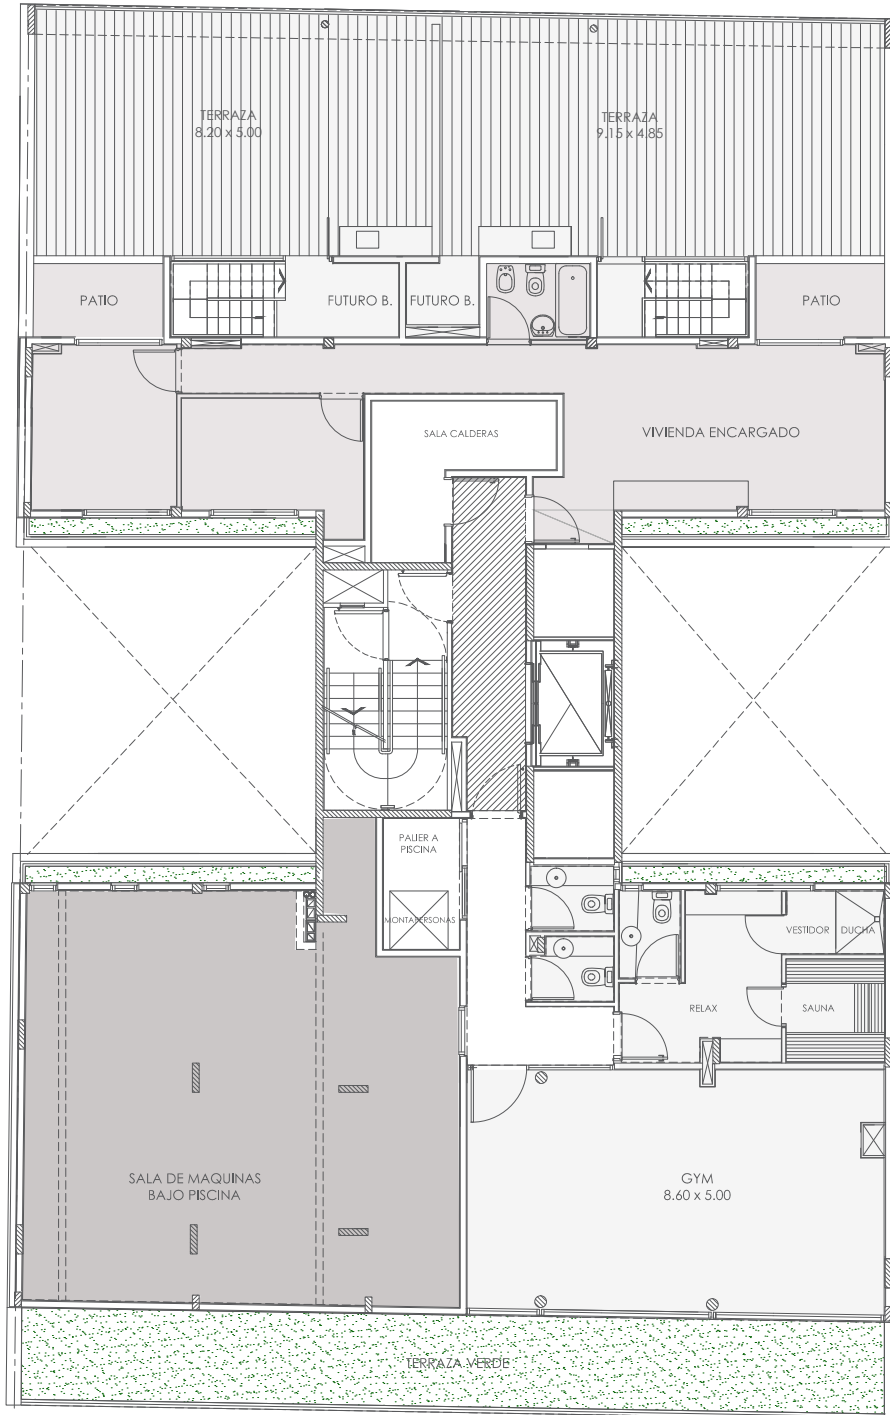 TERRAZA
8.20 x 5.00
TERRAZA
9.15 x 4.85
PATIO
FUTURO B.
FUTURO B.
PATIO
SALA CALDERAS
VIVIENDA ENCARGADO
PALIER A
PISCINA
MONTAPERSONAS
VESTIDOR
DUCHA
RELAX
SAUNA
SALA DE MAQUINAS
BAJO PISCINA
GYM
8.60 x 5.00
TERRAZA VERDE